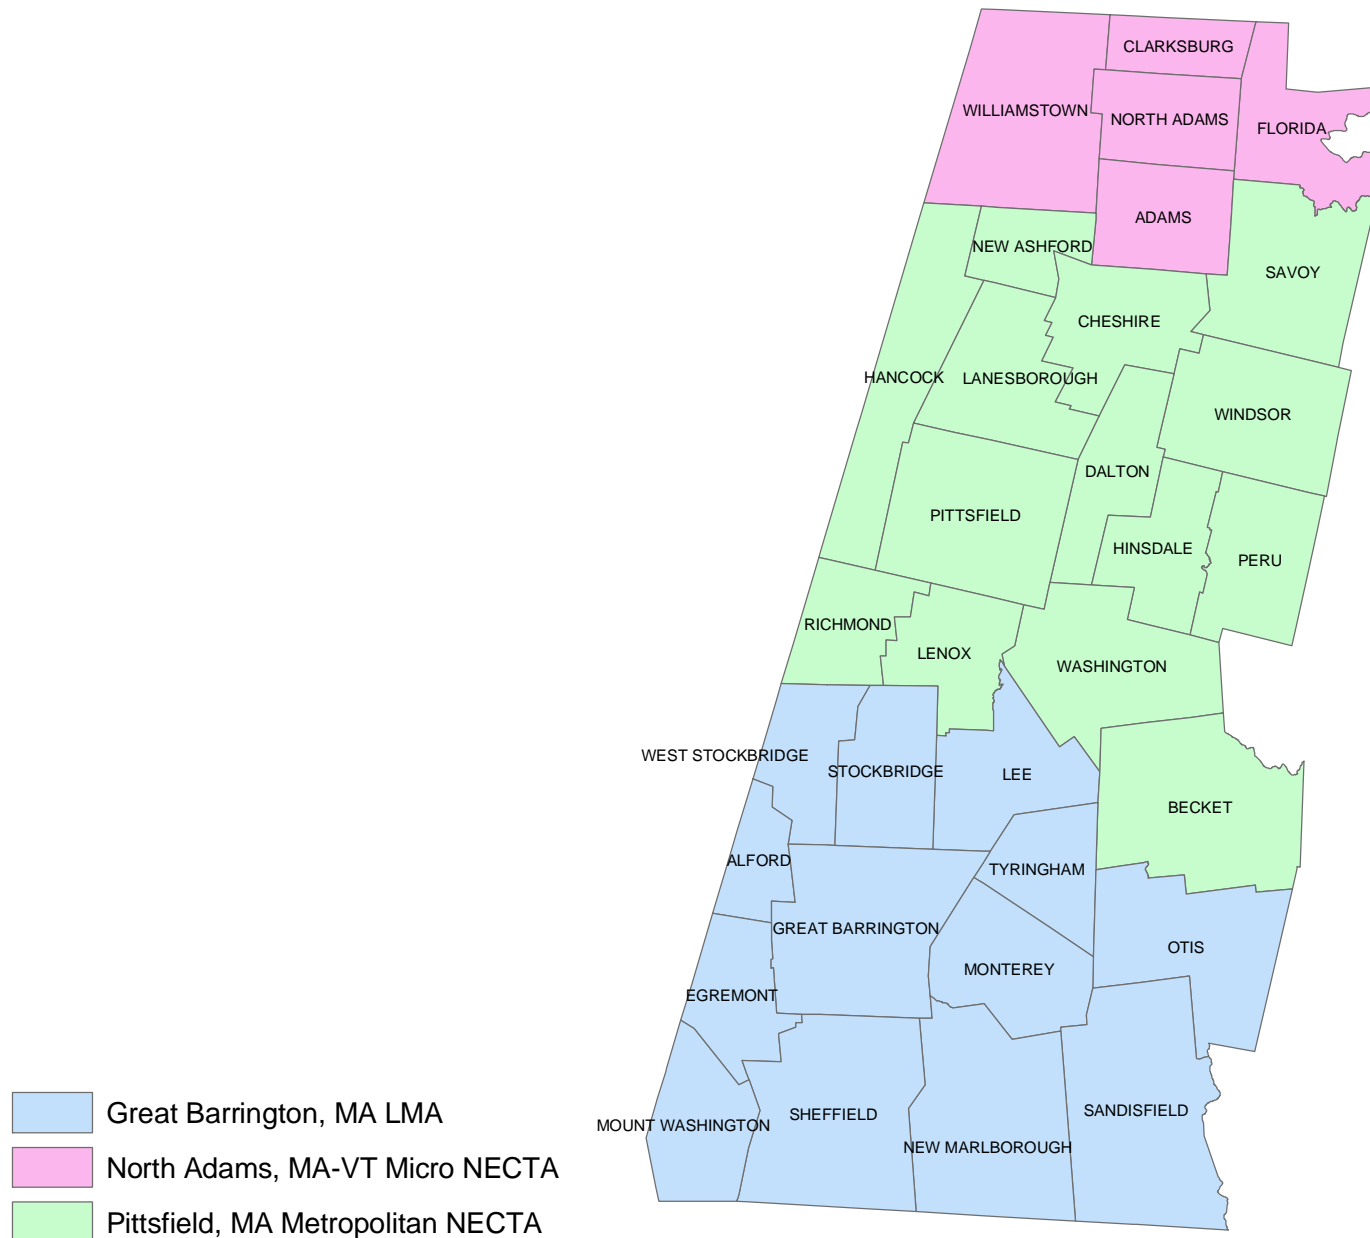 CLARKSBURG
WILLIAMSTOWN
NORTH ADAMS
FLORIDA
ADAMS
NEW ASHFORD
SAVOY
CHESHIRE
HANCOCK
LANESBOROUGH
WINDSOR
DALTON
PITTSFIELD
HINSDALE
PERU
RICHMOND
LENOX
WASHINGTON
WEST STOCKBRIDGE
STOCKBRIDGE
LEE
BECKET
ALFORD
TYRINGHAM
GREAT BARRINGTON
OTIS
MONTEREY
EGREMONT
SANDISFIELD
SHEFFIELD
MOUNT WASHINGTON
NEW MARLBOROUGH
Great Barrington, MA LMA
North Adams, MA-VT Micro NECTA
Pittsfield, MA Metropolitan NECTA